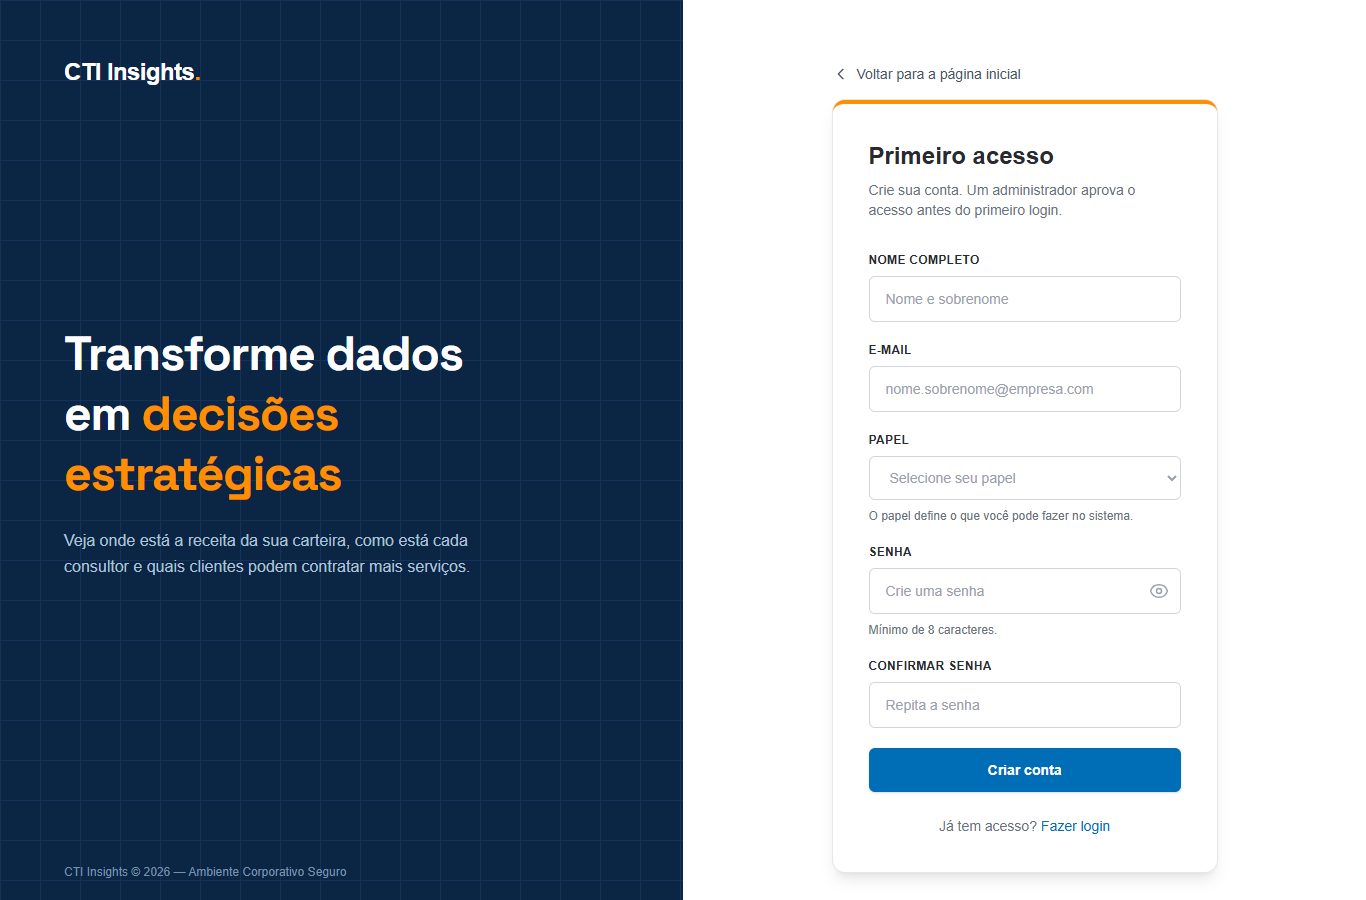 CTI Insights.
Transforme dados
em decisões
estratégicas
Veja onde está a receita da sua carteira, como está cada
consultor e quais clientes podem contratar mais serviços.
CTI Insights © 2026 — Ambiente Corporativo Seguro
Voltar para a página inicial
Primeiro acesso
Crie sua conta. Um administrador aprova o
acesso antes do primeiro login.
NOME COMPLETO
Nome e sobrenome
E-MAIL
nome.sobrenome@empresa.com
PAPEL
Selecione seu papel
O papel define o que você pode fazer no sistema.
SENHA
Crie uma senha
Mínimo de 8 caracteres.
CONFIRMAR SENHA
Repita a senha
Criar conta
Já tem acesso? Fazer login